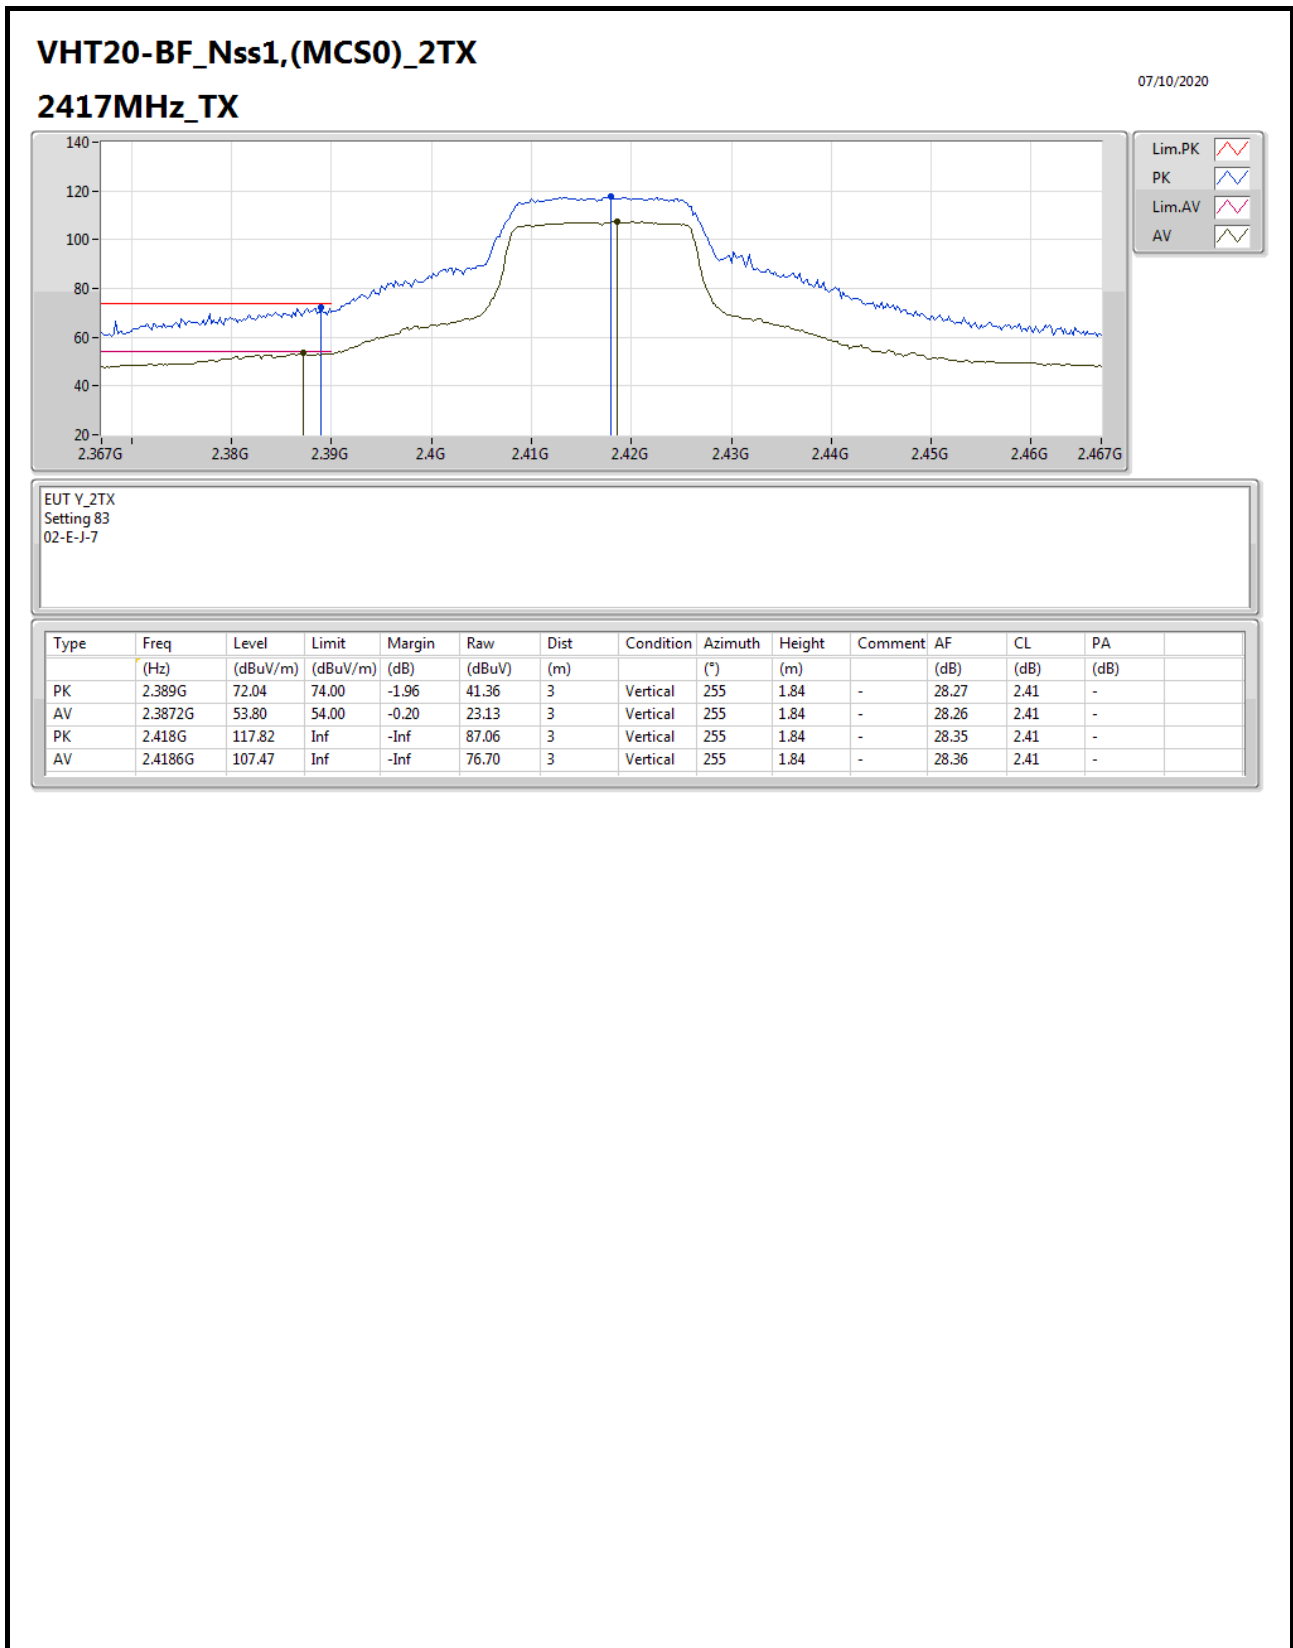 VHT20-BF_Nss1,(MCS0)_2TX
07/10/2020
2417MHz_TX
140
120
100
80
60
40
20
2.367G 2.38G 2.39G 2.4G 2.41G 2.42G 2.43G 2.44G 2.45G 2.46G 2.467G
Lim.PK
PK
Lim.AV
AV
EUT Y_2TX
Setting 83
02-E-J-7
Type Freq Level Limit Margin Raw Dist Condition Azimuth Height Comment AF CL PA
(Hz) (dBuV/m) (dBuV/m) (dB) (dBuV) (m) (°) (m) (dB) (dB) (dB)
PK 2.389G 72.04 74.00 -1.96 41.36 3 Vertical 255 1.84 - 28.27 2.41 -
AV 2.3872G 53.80 54.00 -0.20 23.13 3 Vertical 255 1.84 - 28.26 2.41 -
PK 2.418G 117.82 Inf -Inf 87.06 3 Vertical 255 1.84 - 28.35 2.41 -
AV 2.4186G 107.47 Inf -Inf 76.70 3 Vertical 255 1.84 - 28.36 2.41 -